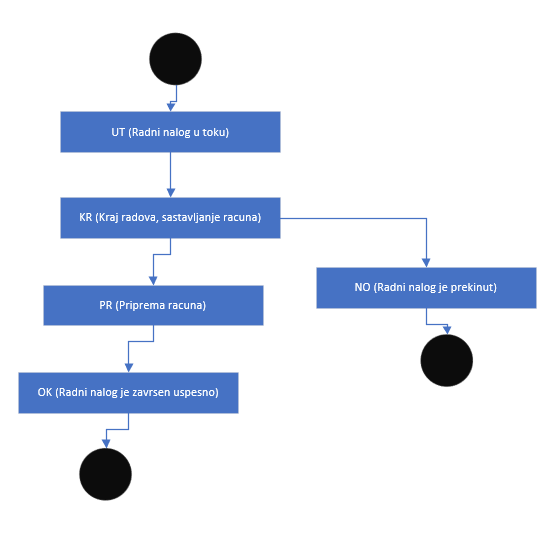 UT (Radni nalog u toku)
KR (Kraj radova, sastavljanje racuna)
NO (Radni nalog je prekinut)
PR (Priprema racuna)
OK (Radni nalog je zavrsen uspesno)